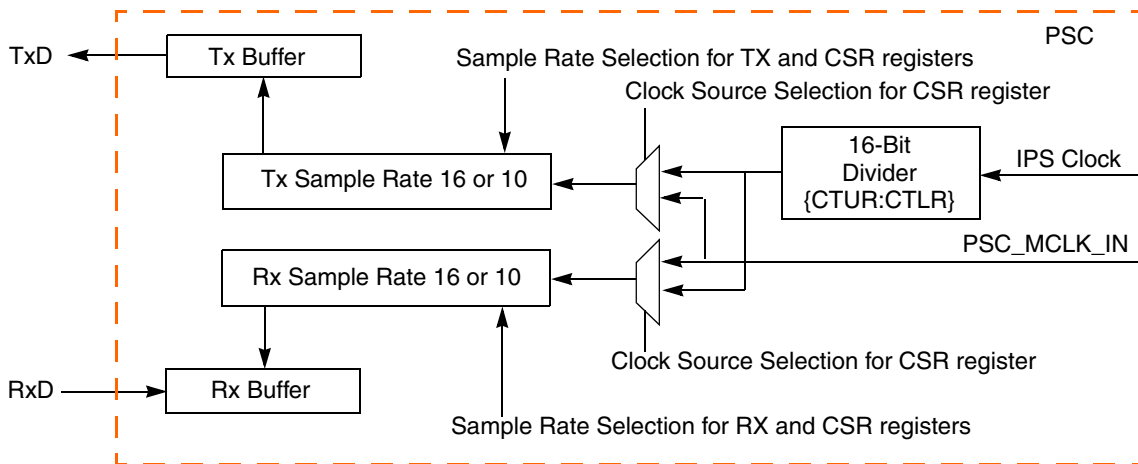 PSC
TxD
Tx Buffer
Sample Rate Selection for TX and CSR registers
Clock Source Selection for CSR register
16-Bit
Divider
{CTUR:CTLR}
IPS Clock
Tx Sample Rate 16 or 10
PSC_MCLK_IN
Rx Sample Rate 16 or 10
Clock Source Selection for CSR register
RxD
Rx Buffer
Sample Rate Selection for RX and CSR registers